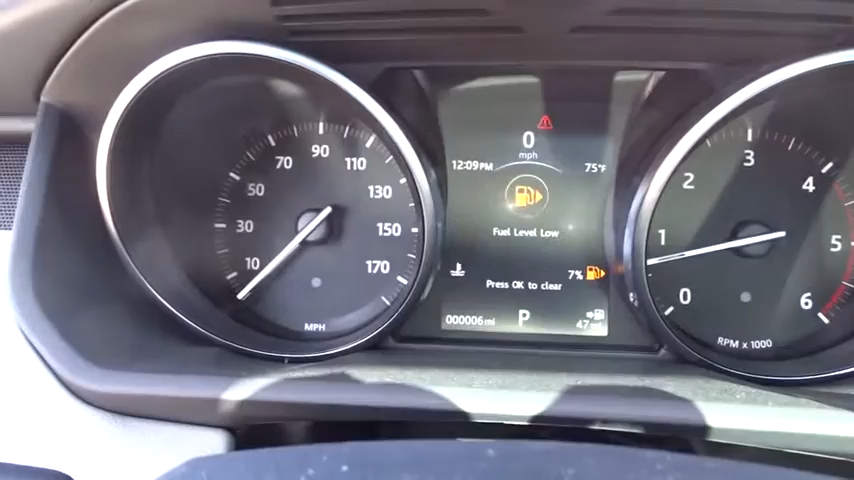 10
30
50
70
90
110
130
150
170
MPH
0
mph
12:09PM
75°F
Fuel Level Low
7%
Press OK to clear
000006mi
P
47mi
0
1
2
3
4
5
6
RPM x 1000